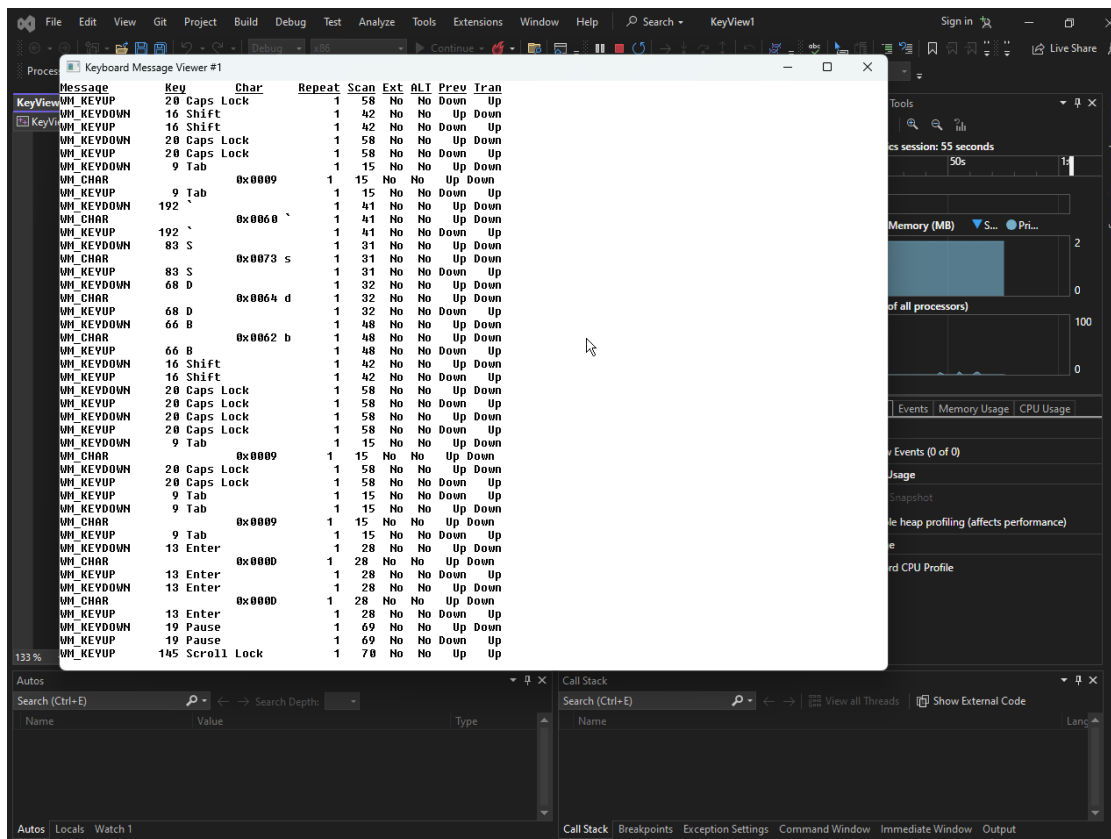 File Edit View Git Project Build Debug Test Analyze Tools Extensions Window Help Search KeyView1 Sign in
Debug x86 Continue Live Share
Keyboard Message Viewer #1
Message Key Char Repeat Scan Ext ALT Prev Tran
WM_KEYUP 20 Caps Lock 1 58 No No Down Up
WM_KEYDOWN 16 Shift 1 42 No No Up Down
WM_KEYUP 16 Shift 1 42 No No Down Up
WM_KEYDOWN 20 Caps Lock 1 58 No No Up Down
WM_KEYUP 20 Caps Lock 1 58 No No Down Up
WM_KEYDOWN 9 Tab 1 15 No No Up Down
WM_CHAR 0x0009 1 15 No No Up Down
WM_KEYUP 9 Tab 1 15 No No Down Up
WM_KEYDOWN 192 ` 1 41 No No Up Down
WM_CHAR 0x0060 ` 1 41 No No Up Down
WM_KEYUP 192 ` 1 41 No No Down Up
WM_KEYDOWN 83 S 1 31 No No Up Down
WM_CHAR 0x0073 s 1 31 No No Up Down
WM_KEYUP 83 S 1 31 No No Down Up
WM_KEYDOWN 68 D 1 32 No No Up Down
WM_CHAR 0x0064 d 1 32 No No Up Down
WM_KEYUP 68 D 1 32 No No Down Up
WM_KEYDOWN 66 B 1 48 No No Up Down
WM_CHAR 0x0062 b 1 48 No No Up Down
WM_KEYUP 66 B 1 48 No No Down Up
WM_KEYDOWN 16 Shift 1 42 No No Up Down
WM_KEYUP 16 Shift 1 42 No No Down Up
WM_KEYDOWN 20 Caps Lock 1 58 No No Up Down
WM_KEYUP 20 Caps Lock 1 58 No No Down Up
WM_KEYDOWN 20 Caps Lock 1 58 No No Up Down
WM_KEYUP 20 Caps Lock 1 58 No No Down Up
WM_KEYDOWN 9 Tab 1 15 No No Up Down
WM_CHAR 0x0009 1 15 No No Up Down
WM_KEYDOWN 20 Caps Lock 1 58 No No Up Down
WM_KEYUP 20 Caps Lock 1 58 No No Down Up
WM_KEYUP 9 Tab 1 15 No No Down Up
WM_KEYDOWN 9 Tab 1 15 No No Up Down
WM_CHAR 0x0009 1 15 No No Up Down
WM_KEYUP 9 Tab 1 15 No No Down Up
WM_KEYDOWN 13 Enter 1 28 No No Up Down
WM_CHAR 0x000D 1 28 No No Up Down
WM_KEYUP 13 Enter 1 28 No No Down Up
WM_KEYDOWN 13 Enter 1 28 No No Up Down
WM_CHAR 0x000D 1 28 No No Up Down
WM_KEYUP 13 Enter 1 28 No No Down Up
WM_KEYDOWN 19 Pause 1 69 No No Up Down
WM_KEYUP 19 Pause 1 69 No No Down Up
WM_KEYUP 145 Scroll Lock 1 70 No No Up Up
Proces
KeyView
KeyVie
133 %
Tools
cs session: 55 seconds
50s
Memory (MB) S... Pri...
2
0
of all processors)
100
0
Events Memory Usage CPU Usage
v Events (0 of 0)
Usage
Snapshot
le heap profiling (affects performance)
e
rd CPU Profile
Autos
Search (Ctrl+E) Search Depth:
Name Value Type
Autos Locals Watch 1
Call Stack
Search (Ctrl+E) View all Threads Show External Code
Name Lang
Call Stack Breakpoints Exception Settings Command Window Immediate Window Output